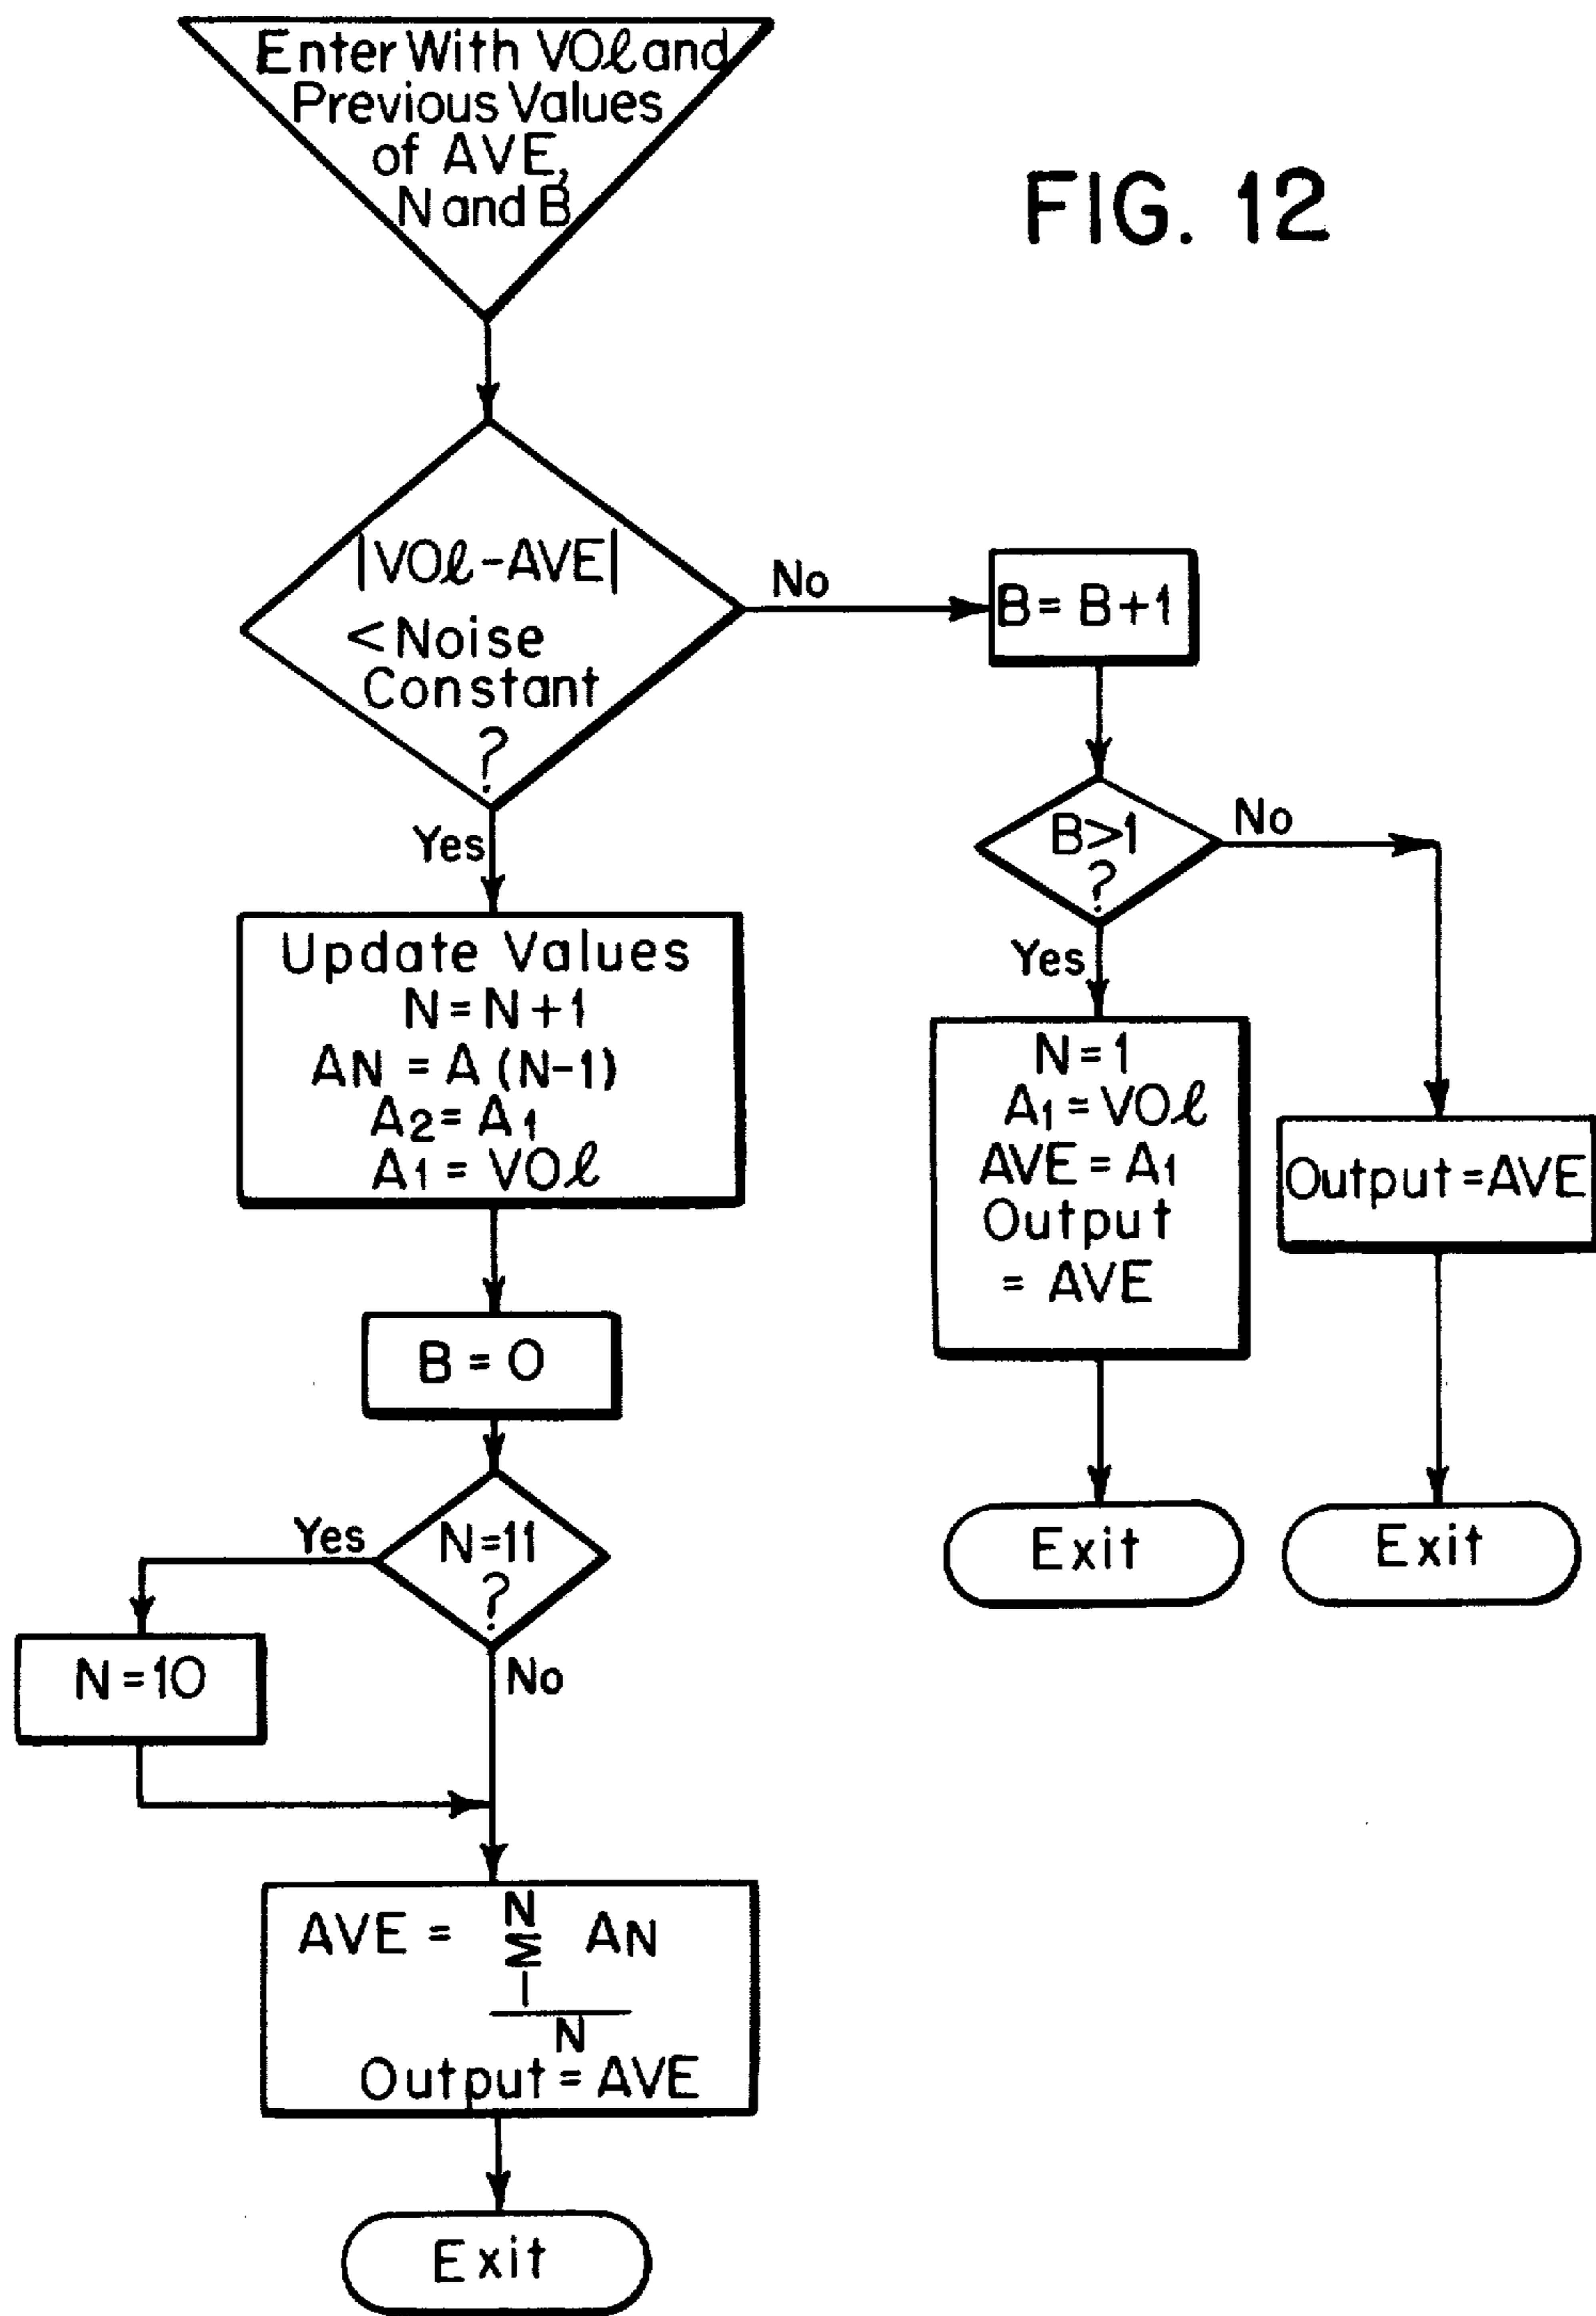 Enter With VOℓ and
Previous Values
of AVE,
N and B
FIG. 12
|VOℓ-AVE|
<Noise
Constant
?
No
B = B+1
Yes
B>1
?
No
Yes
Update Values
N = N+1
AN = A (N-1)
A2 = A1
A1 = VOℓ
N = 1
A1 = VOℓ
AVE = A1
Output
= AVE
Output = AVE
B = 0
Exit
Exit
N=11
?
Yes
No
N=10
AVE = N Σ 1 AN
N
Output = AVE
Exit